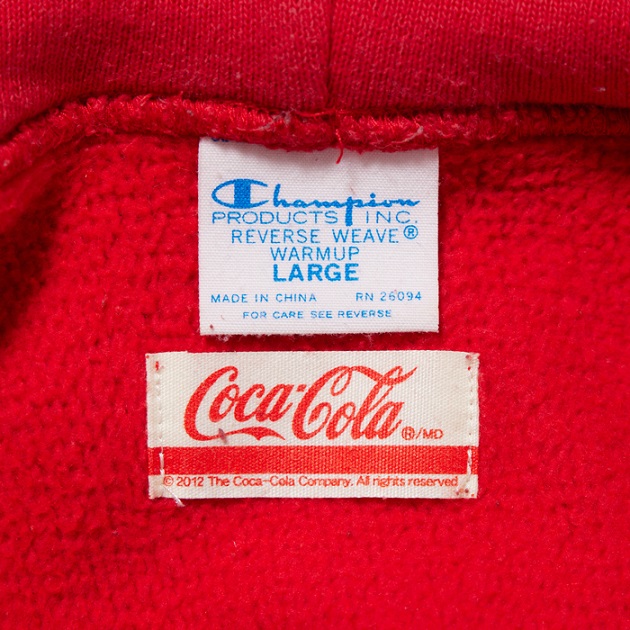 Champion
PRODUCTS INC.
REVERSE WEAVE®
WARMUP
LARGE
MADE IN CHINA RN 26094
FOR CARE SEE REVERSE
Coca-Cola ®/MD
© 2012 The Coca-Cola Company. All rights reserved